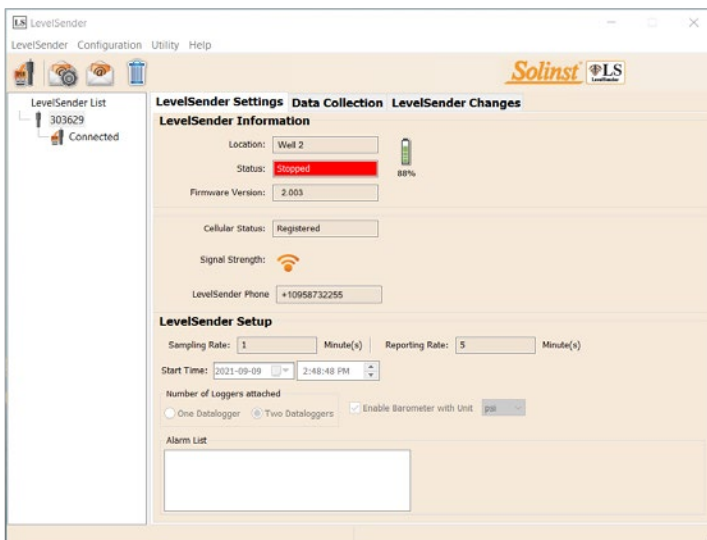 LS LevelSender
LevelSender Configuration Utility Help
Solinst LS
LevelSender
LevelSender List
303629
Connected
LevelSender Settings Data Collection LevelSender Changes
LevelSender Information
Location: Well 2
Status: Stopped
88%
Firmware Version: 2.003
Cellular Status: Registered
Signal Strength:
LevelSender Phone +10958732255
LevelSender Setup
Sampling Rate: 1 Minute(s) Reporting Rate: 5 Minute(s)
Start Time: 2021-09-09 2:48:48 PM
Number of Loggers attached
One Datalogger Two Dataloggers Enable Barometer with Unit psi
Alarm List